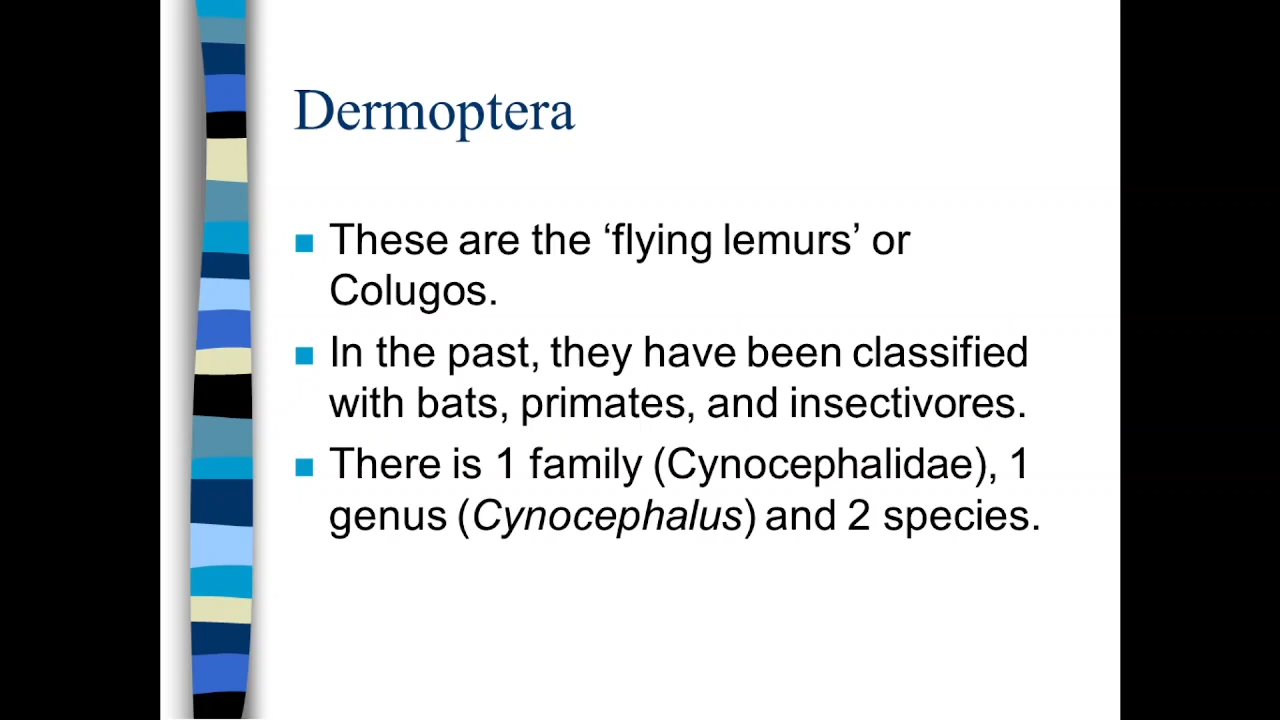 Dermoptera
These are the ‘flying lemurs’ or
Colugos.
In the past, they have been classified
with bats, primates, and insectivores.
There is 1 family (Cynocephalidae), 1
genus (Cynocephalus) and 2 species.